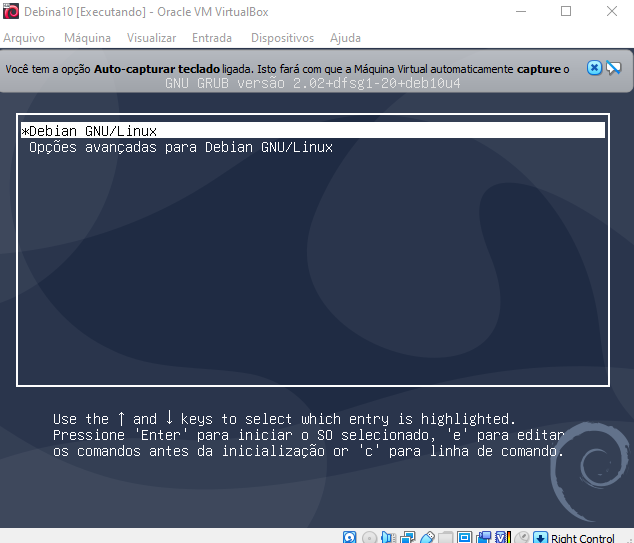 Debina10 [Executando] - Oracle VM VirtualBox
Arquivo Máquina Visualizar Entrada Dispositivos Ajuda
Você tem a opção Auto-capturar teclado ligada. Isto fará com que a Máquina Virtual automaticamente capture o
GNU GRUB versão 2.02+dfsg1-20+deb10u4
*Debian GNU/Linux
Opções avançadas para Debian GNU/Linux
Use the ↑ and ↓ keys to select which entry is highlighted.
Pressione 'Enter' para iniciar o SO selecionado, 'e' para editar
os comandos antes da inicialização or 'c' para linha de comando.
Right Control